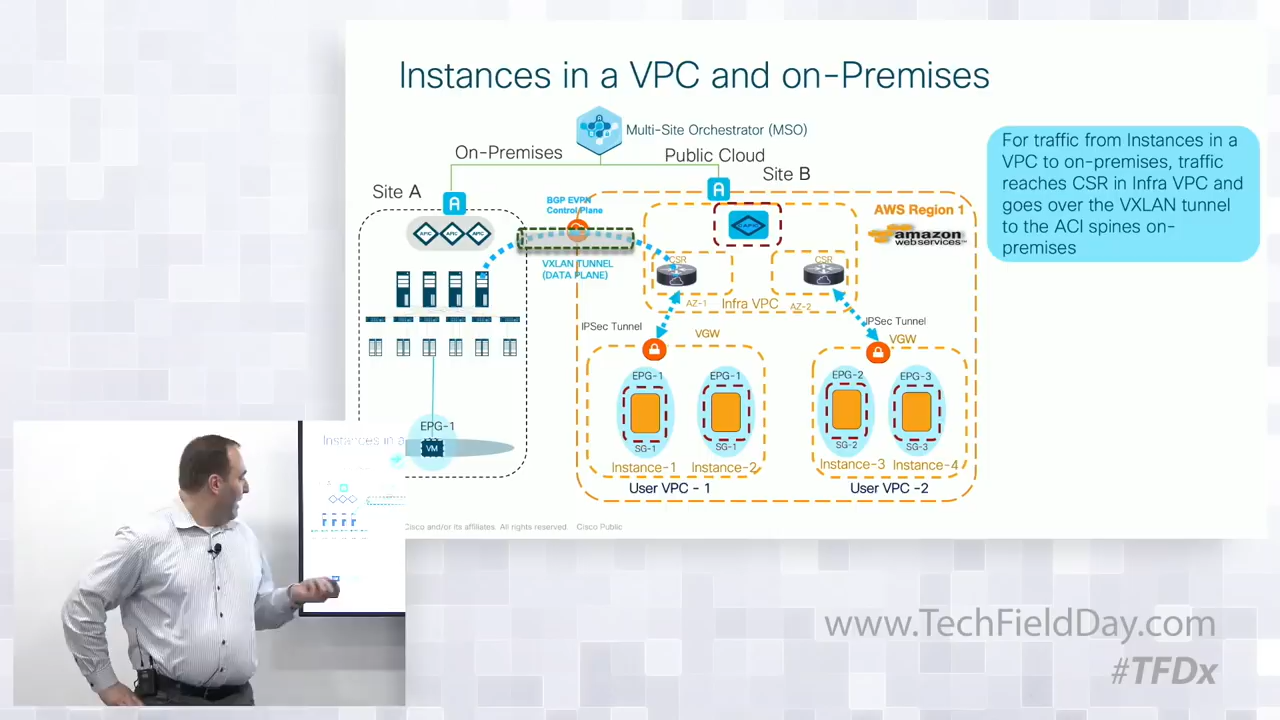 Instances in a VPC and on-Premises
Multi-Site Orchestrator (MSO)
On-Premises
Public Cloud
Site A
Site B
A
A
BGP EVPN
Control Plane
APIC
APIC
APIC
VXLAN TUNNEL
(DATA PLANE)
AWS Region 1
amazon
web services
CSR
CSR
AZ-1
Infra VPC
AZ-2
IPSec Tunnel
VGW
IPSec Tunnel
VGW
EPG-1
EPG-1
EPG-2
EPG-3
SG-1
SG-1
SG-2
SG-3
Instance-1
Instance-2
Instance-3
Instance-4
User VPC - 1
User VPC -2
EPG-1
VM
For traffic from Instances in a
VPC to on-premises, traffic
reaches CSR in Infra VPC and
goes over the VXLAN tunnel
to the ACI spines on-
premises
Cisco and/or its affiliates. All rights reserved. Cisco Public
Instances in a
www.TechFieldDay.com
#TFDx